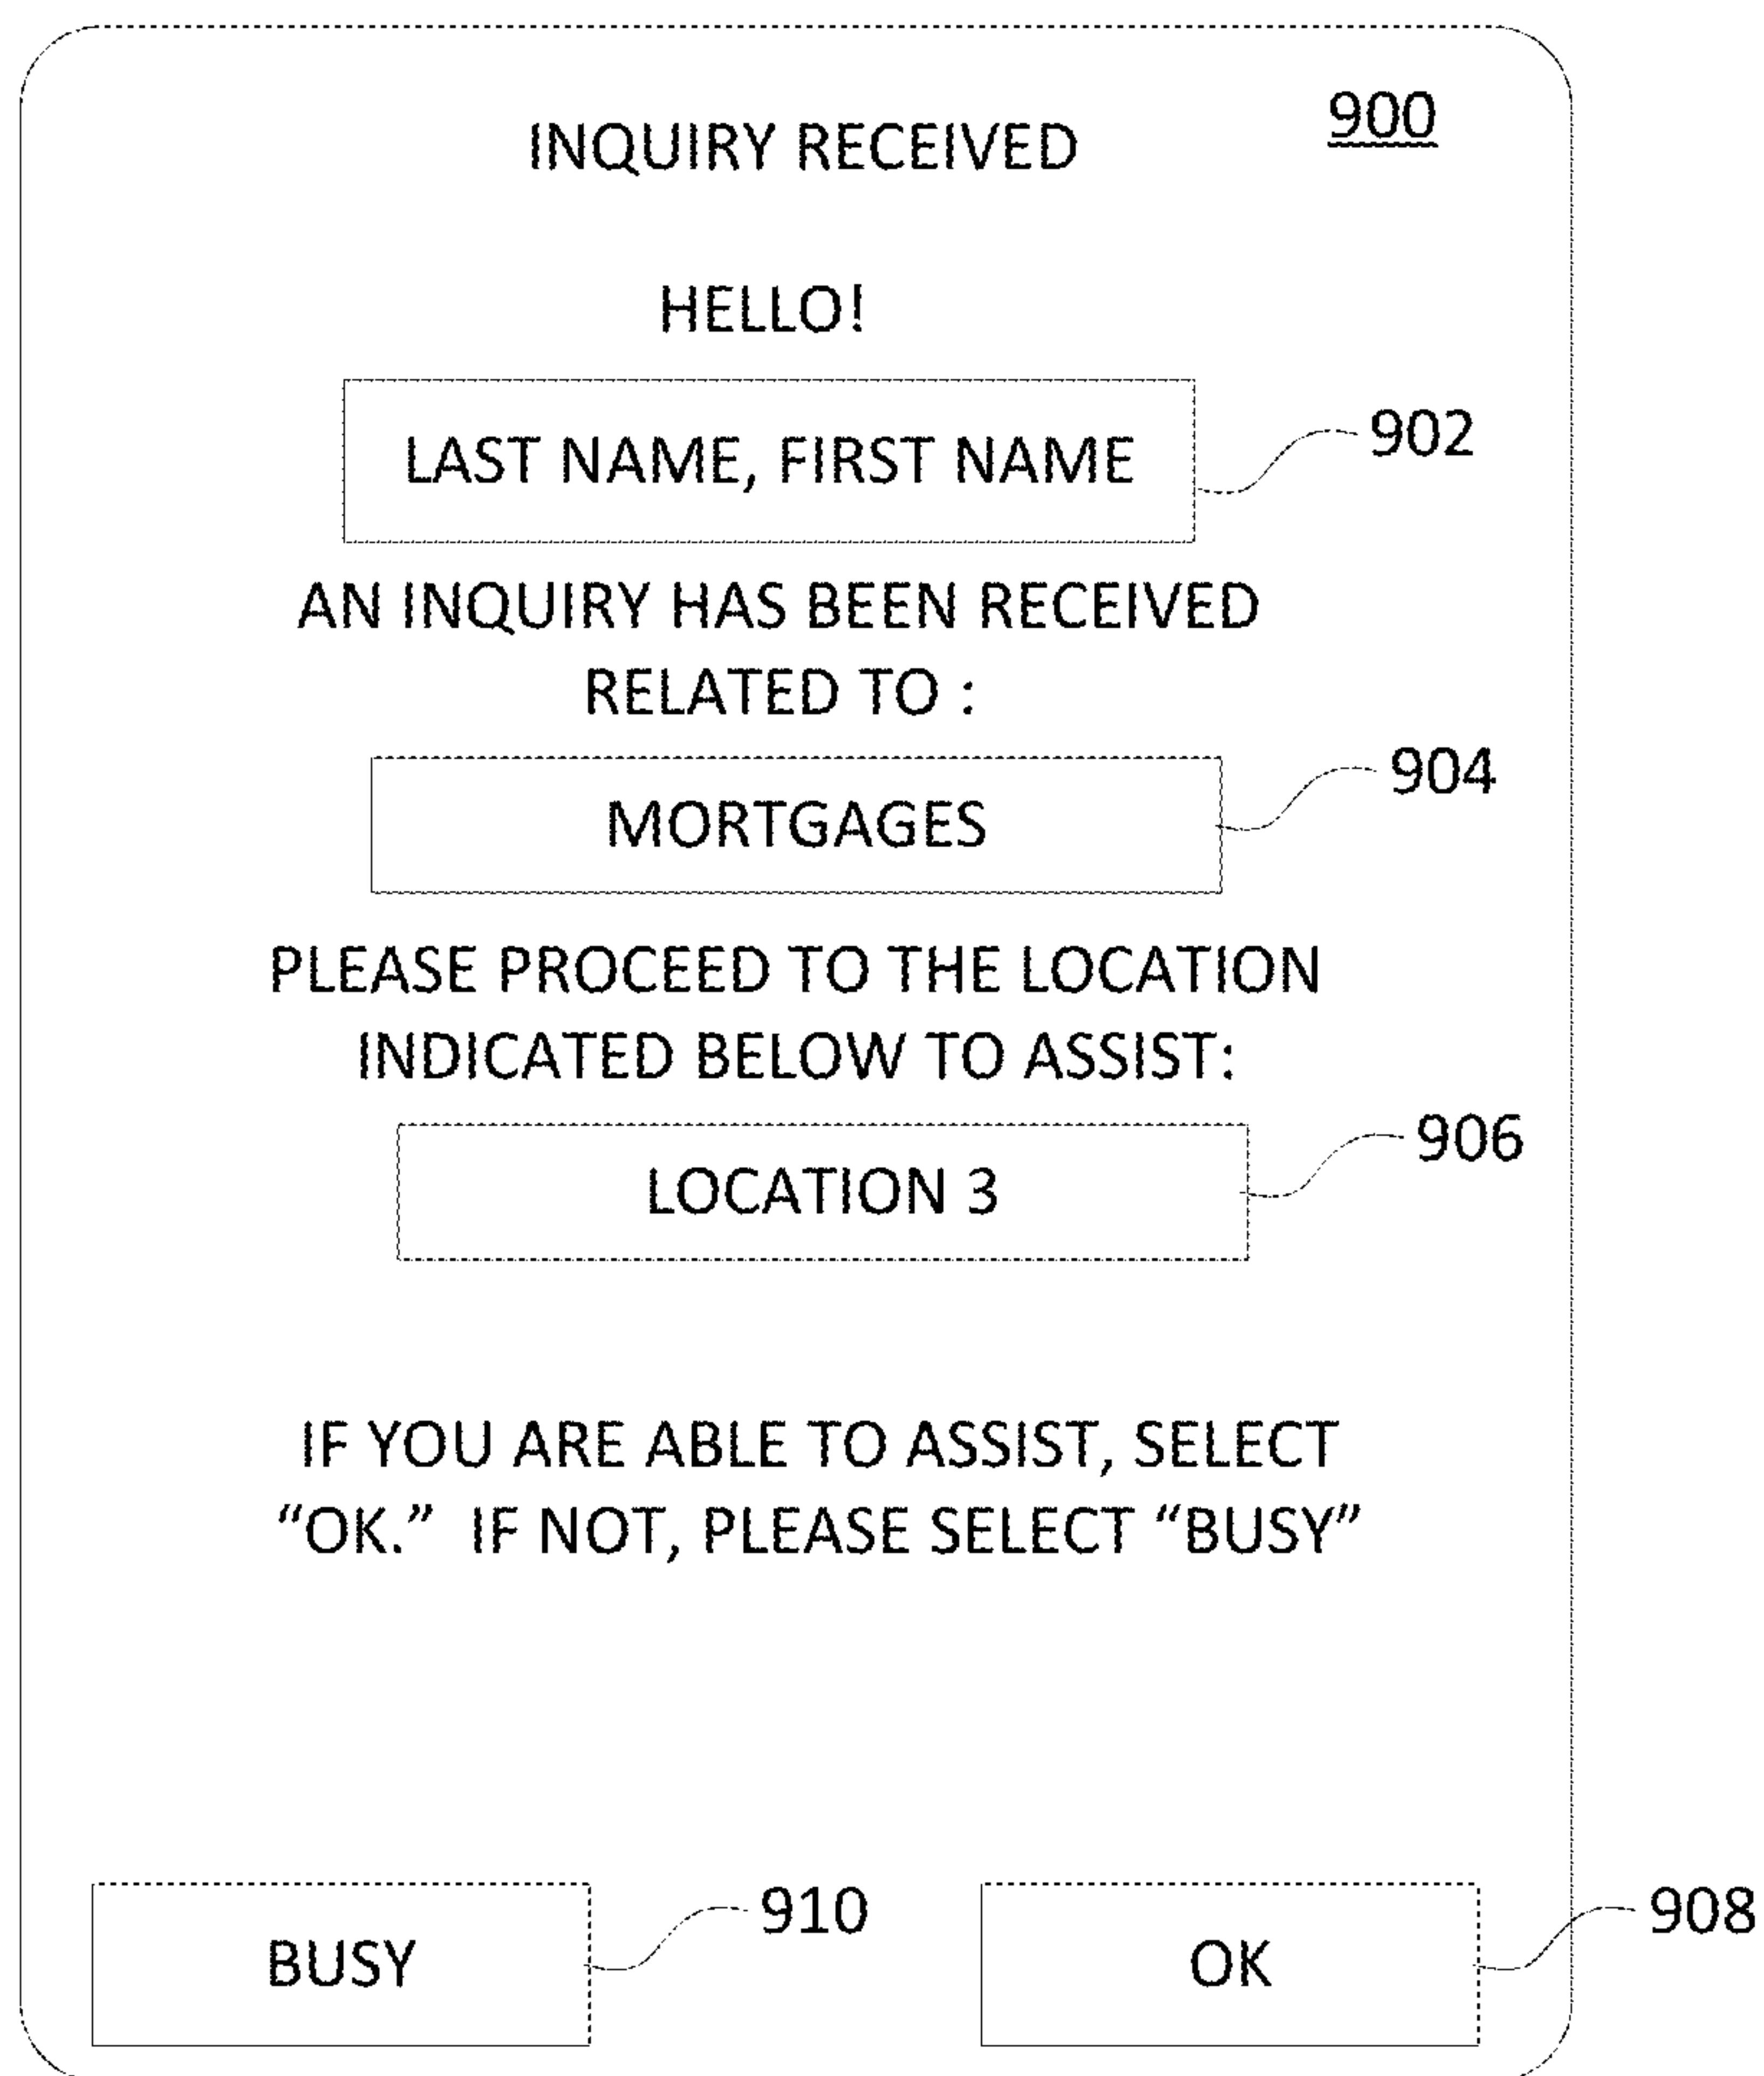 INQUIRY RECEIVED
900
HELLO!
LAST NAME, FIRST NAME
902
AN INQUIRY HAS BEEN RECEIVED
RELATED TO :
MORTGAGES
904
PLEASE PROCEED TO THE LOCATION
INDICATED BELOW TO ASSIST:
LOCATION 3
906
IF YOU ARE ABLE TO ASSIST, SELECT
“OK.”  IF NOT, PLEASE SELECT “BUSY”
BUSY
910
OK
908